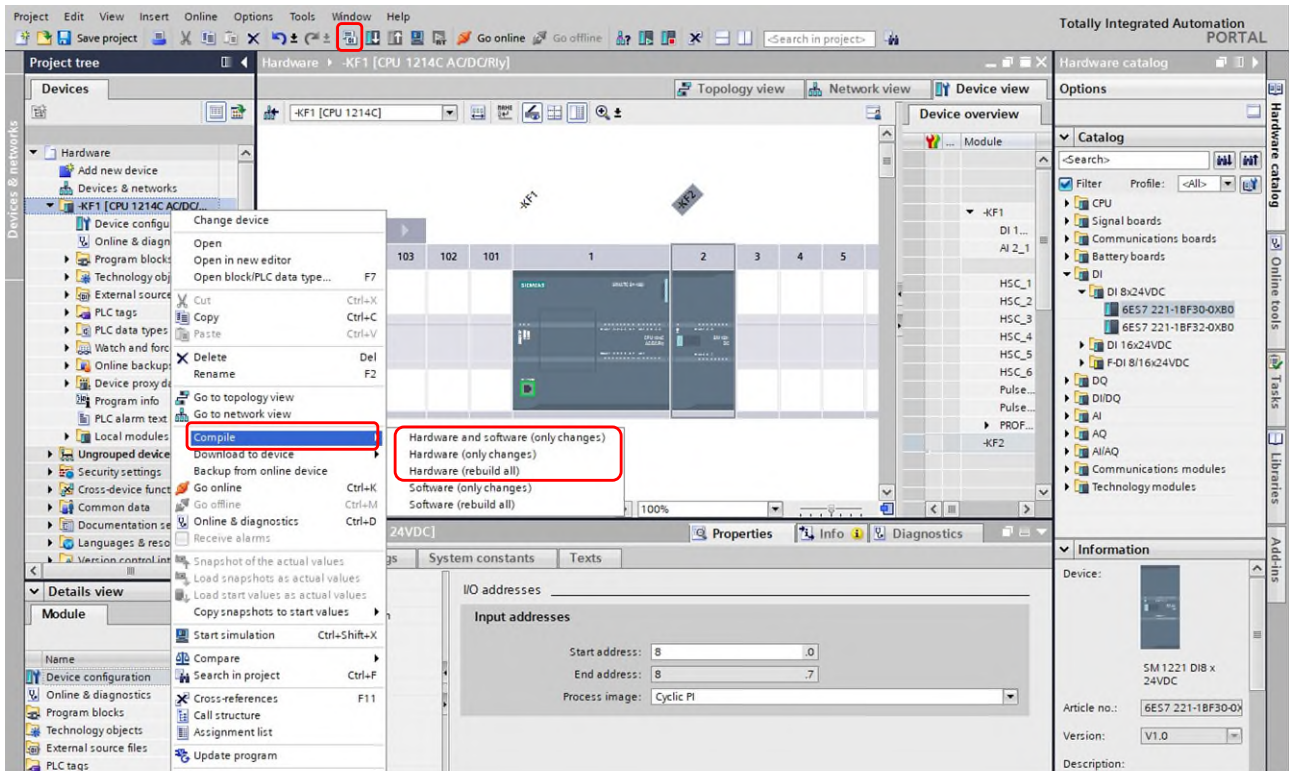 Project Edit View Insert Online Options Tools Window Help
Totally Integrated Automation
PORTAL
Save project
Go online
Go offline
<Search in project>
Project tree
Hardware ▸ -KF1 [CPU 1214C AC/DC/Rly]
Hardware catalog
Devices
Topology view
Network view
Device view
Options
-KF1 [CPU 1214C]
Device overview
Devices & networks
Hardware
Add new device
Devices & networks
-KF1 [CPU 1214C AC/DC/...
Device configu
Online & diagn
Program blocks
Technology obj
External source
PLC tags
PLC data types
Watch and forc
Online backups
Device proxy da
Program info
PLC alarm text
Local modules
Ungrouped device
Security settings
Cross-device funct
Common data
Documentation se
Languages & reso
Version control int
Details view
Module
Name
Device configuration
Online & diagnostics
Program blocks
Technology objects
External source files
PLC tags
Change device
Open
Open in new editor
Open block/PLC data type... F7
Cut Ctrl+X
Copy Ctrl+C
Paste Ctrl+V
Delete Del
Rename F2
Go to topology view
Go to network view
Compile
Download to device
Backup from online device
Go online Ctrl+K
Go offline Ctrl+M
Online & diagnostics Ctrl+D
Receive alarms
Snapshot of the actual values
Load snapshots as actual values
Load start values as actual values
Copy snapshots to start values
Start simulation Ctrl+Shift+X
Compare
Search in project Ctrl+F
Cross-references F11
Call structure
Assignment list
Update program
Hardware and software (only changes)
Hardware (only changes)
Hardware (rebuild all)
Software (only changes)
Software (rebuild all)
-KF1
-KF2
103 102 101 1 2 3 4 5
SIEMENS
100%
... Module
-KF1
DI 1...
AI 2_1
HSC_1
HSC_2
HSC_3
HSC_4
HSC_5
HSC_6
Pulse...
Pulse...
PROF...
-KF2
24VDC]
Properties
Info
Diagnostics
gs
System constants
Texts
I/O addresses
Input addresses
Start address: 8 .0
End address: 8 .7
Process image: Cyclic PI
Catalog
<Search>
Filter Profile: <All>
CPU
Signal boards
Communications boards
Battery boards
DI
DI 8x24VDC
6ES7 221-1BF30-0XB0
6ES7 221-1BF32-0XB0
DI 16x24VDC
F-DI 8/16x24VDC
DQ
DI/DQ
AI
AQ
AI/AQ
Communications modules
Technology modules
Information
Device:
SM 1221 DI8 x
24VDC
Article no.: 6ES7 221-1BF30-0X
Version: V1.0
Description:
Hardware catalog
Online tools
Tasks
Libraries
Add-ins